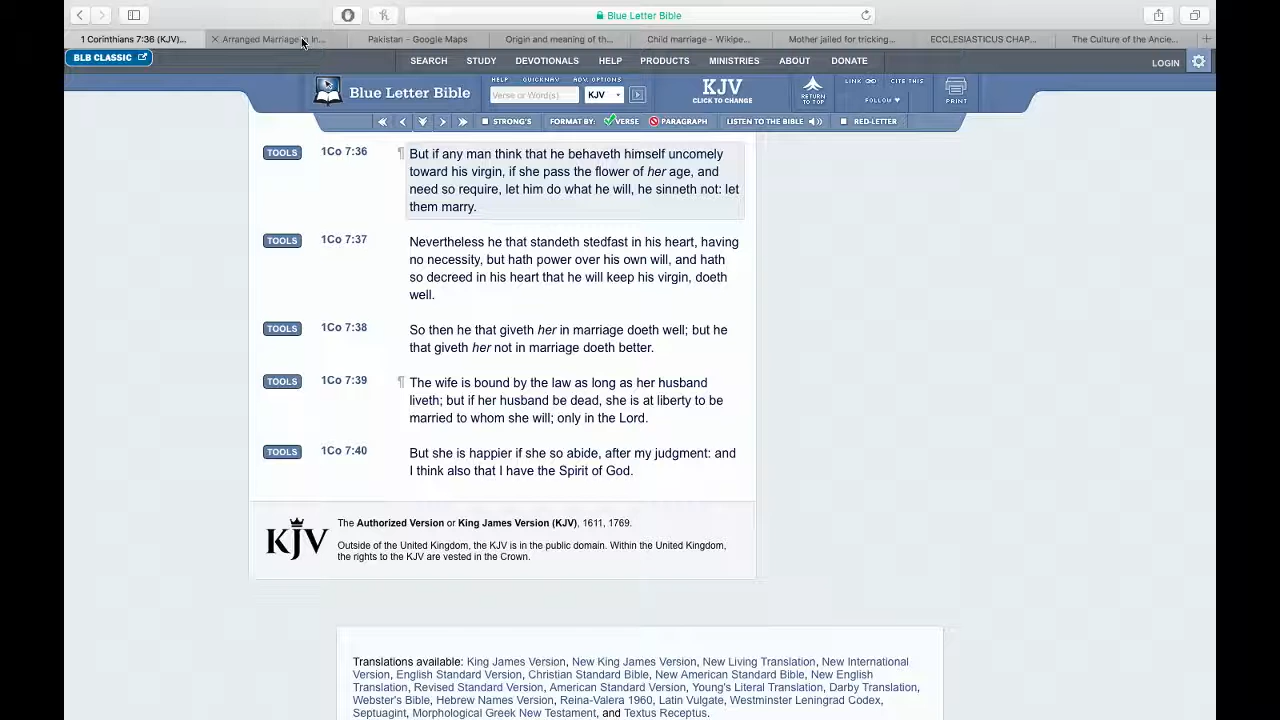 Blue Letter Bible
1 Corinthians 7:36 (KJV)...
Arranged Marriage in In...
Pakistan - Google Maps
Origin and meaning of th...
Child marriage - Wikipe...
Mother jailed for tricking...
ECCLESIASTICUS CHAP...
The Culture of the Ancie...
BLB CLASSIC
SEARCH STUDY DEVOTIONALS HELP PRODUCTS MINISTRIES ABOUT DONATE
LOGIN
Blue Letter Bible
HELP QUICKNAV ADV. OPTIONS
Verse or Word(s) KJV
KJV
CLICK TO CHANGE
RETURN
TO TOP
LINK CITE THIS
FOLLOW
PRINT
STRONG'S FORMAT BY: VERSE PARAGRAPH LISTEN TO THE BIBLE RED-LETTER
TOOLS 1Co 7:36 ¶ But if any man think that he behaveth himself uncomely
toward his virgin, if she pass the flower of her age, and
need so require, let him do what he will, he sinneth not: let
them marry.
TOOLS 1Co 7:37 Nevertheless he that standeth stedfast in his heart, having
no necessity, but hath power over his own will, and hath
so decreed in his heart that he will keep his virgin, doeth
well.
TOOLS 1Co 7:38 So then he that giveth her in marriage doeth well; but he
that giveth her not in marriage doeth better.
TOOLS 1Co 7:39 ¶ The wife is bound by the law as long as her husband
liveth; but if her husband be dead, she is at liberty to be
married to whom she will; only in the Lord.
TOOLS 1Co 7:40 But she is happier if she so abide, after my judgment: and
I think also that I have the Spirit of God.
KJV
The Authorized Version or King James Version (KJV), 1611, 1769.
Outside of the United Kingdom, the KJV is in the public domain. Within the United Kingdom,
the rights to the KJV are vested in the Crown.
Translations available: King James Version, New King James Version, New Living Translation, New International
Version, English Standard Version, Christian Standard Bible, New American Standard Bible, New English
Translation, Revised Standard Version, American Standard Version, Young's Literal Translation, Darby Translation,
Webster's Bible, Hebrew Names Version, Reina-Valera 1960, Latin Vulgate, Westminster Leningrad Codex,
Septuagint, Morphological Greek New Testament, and Textus Receptus.